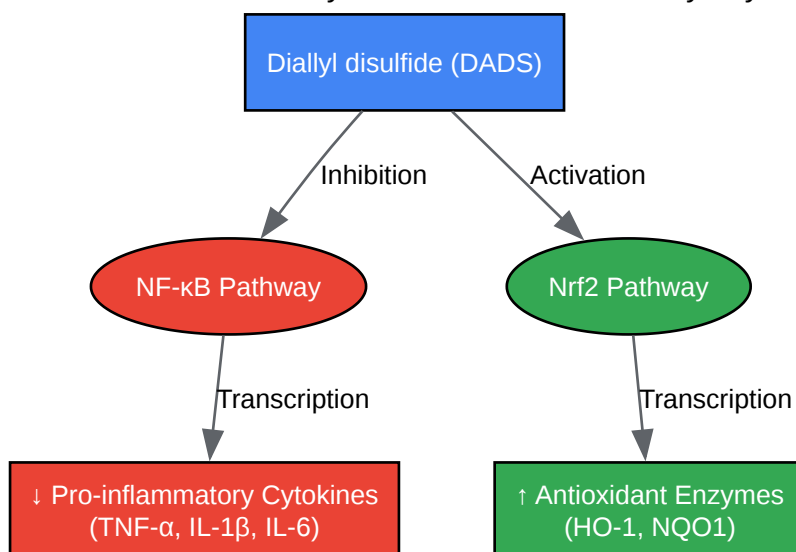 Diallyl disulfide (DADS)
Inhibition
Activation
NF-κB Pathway
Nrf2 Pathway
Transcription
Transcription
↓ Pro-inflammatory Cytokines
(TNF-α, IL-1β, IL-6)
↑ Antioxidant Enzymes
(HO-1, NQO1)